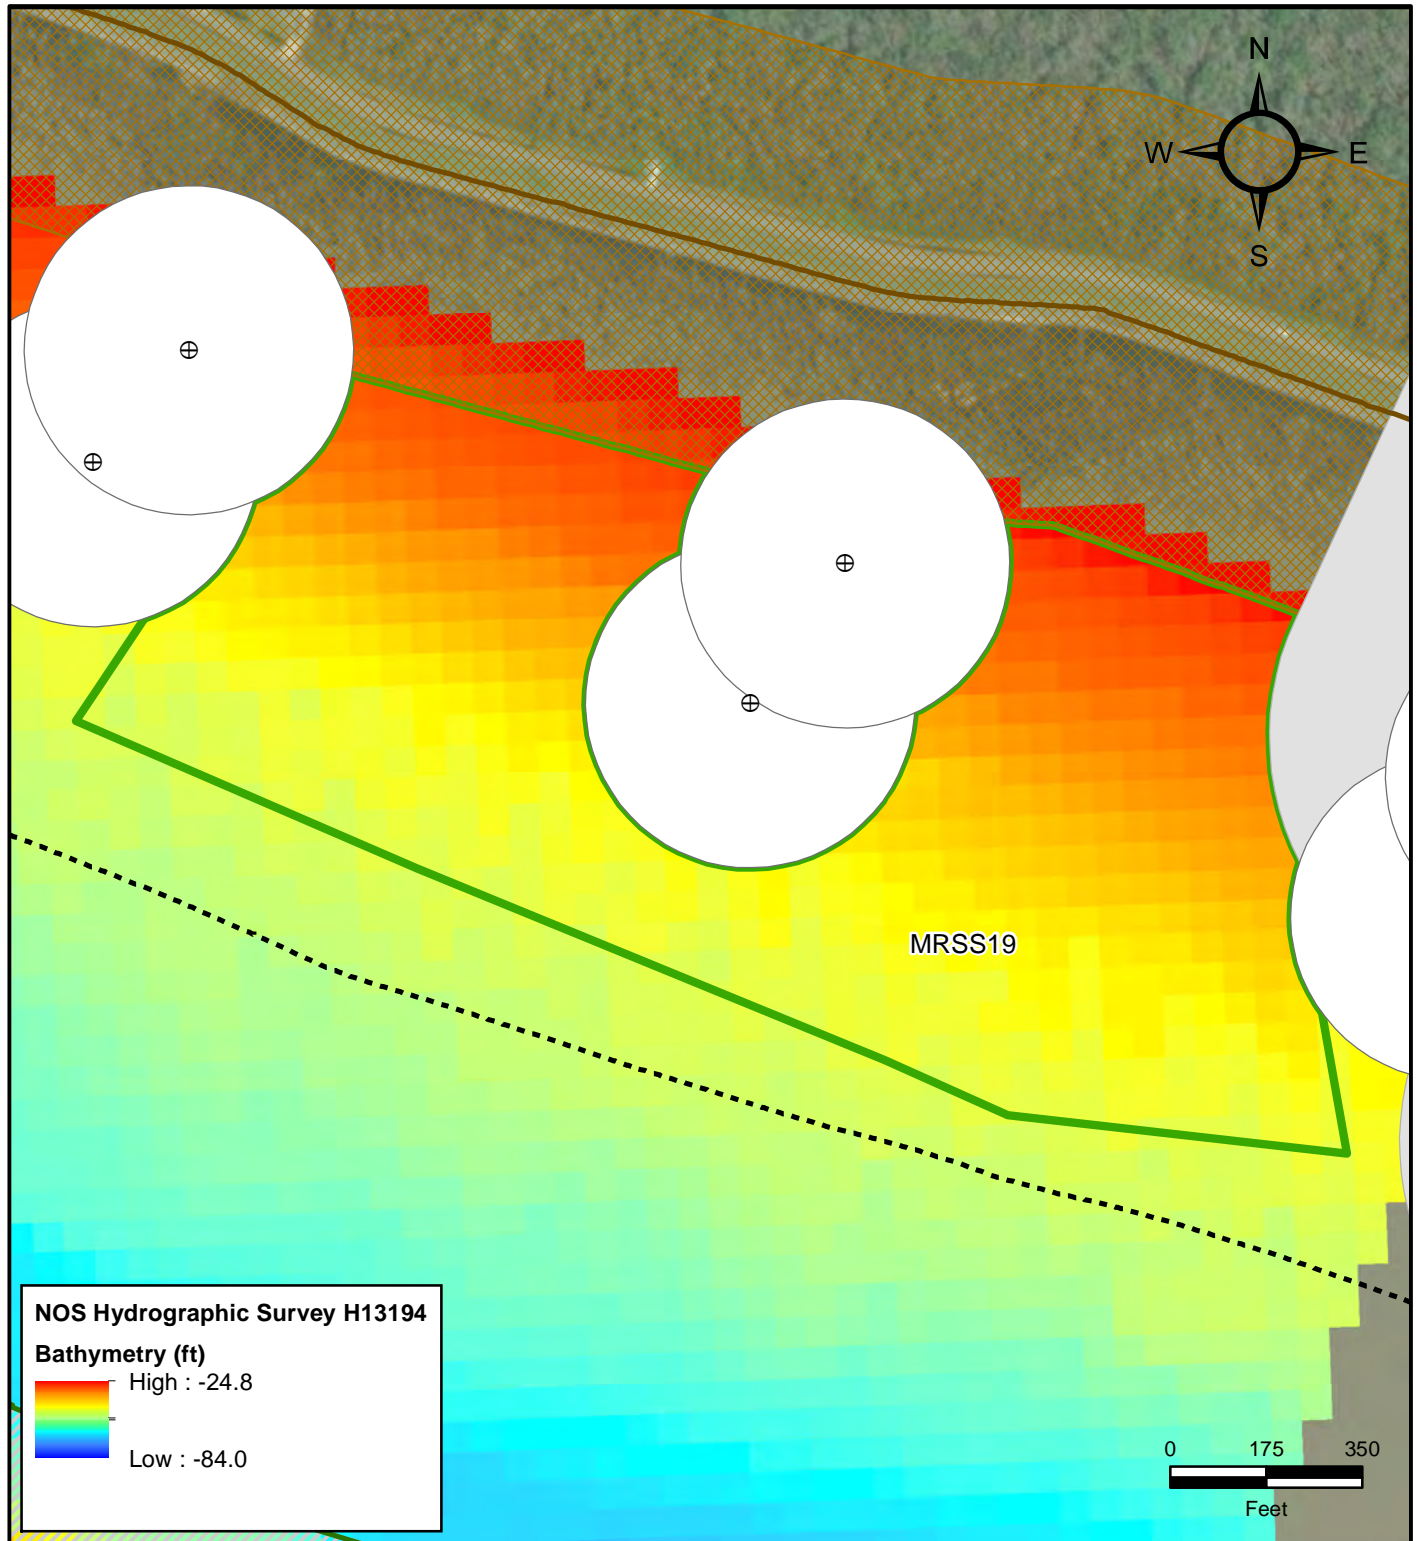 N
W E
S
MRSS19
NOS Hydrographic Survey H13194
Bathymetry (ft)
High : -24.8
Low : -84.0
0 175 350
Feet